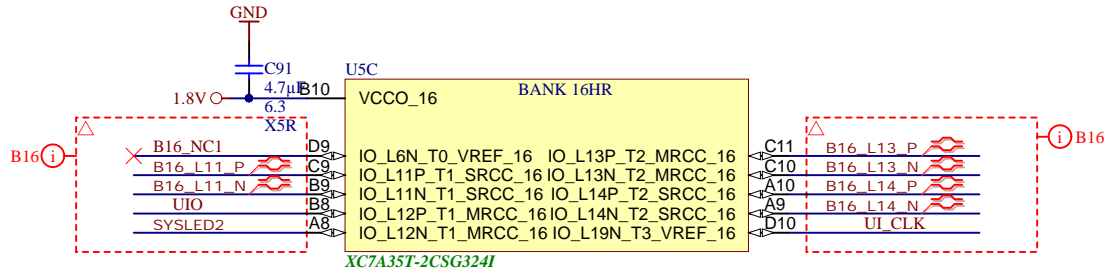 GND
C91
4.7µF
6.3
X5R
1.8V
B10
U5C
BANK 16HR
VCCO_16
B16
B16_NC1
D9
IO_L6N_T0_VREF_16
IO_L13P_T2_MRCC_16
C11
B16_L13_P
B16
B16_L11_P
C9
IO_L11P_T1_SRCC_16
IO_L13N_T2_MRCC_16
C10
B16_L13_N
B16_L11_N
B9
IO_L11N_T1_SRCC_16
IO_L14P_T2_SRCC_16
A10
B16_L14_P
UIO
B8
IO_L12P_T1_MRCC_16
IO_L14N_T2_SRCC_16
A9
B16_L14_N
SYSLED2
A8
IO_L12N_T1_MRCC_16
IO_L19N_T3_VREF_16
D10
UI_CLK
XC7A35T-2CSG324I